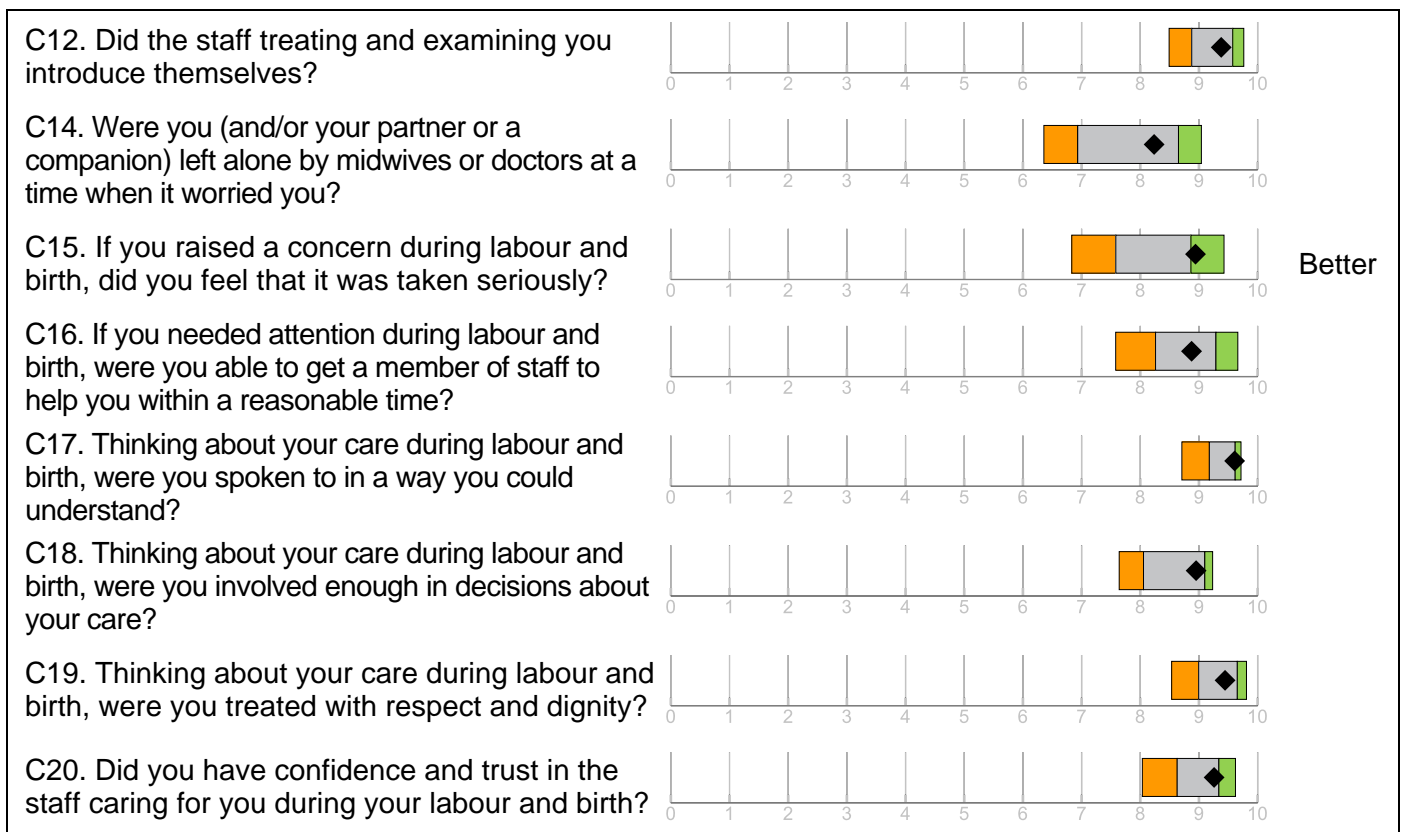 C12. Did the staff treating and examining you
introduce themselves?
0 1 2 3 4 5 6 7 8 9 10
C14. Were you (and/or your partner or a
companion) left alone by midwives or doctors at a
time when it worried you?
0 1 2 3 4 5 6 7 8 9 10
C15. If you raised a concern during labour and
birth, did you feel that it was taken seriously?
Better
0 1 2 3 4 5 6 7 8 9 10
C16. If you needed attention during labour and
birth, were you able to get a member of staff to
help you within a reasonable time?
0 1 2 3 4 5 6 7 8 9 10
C17. Thinking about your care during labour and
birth, were you spoken to in a way you could
understand?
0 1 2 3 4 5 6 7 8 9 10
C18. Thinking about your care during labour and
birth, were you involved enough in decisions about
your care?
0 1 2 3 4 5 6 7 8 9 10
C19. Thinking about your care during labour and
birth, were you treated with respect and dignity?
0 1 2 3 4 5 6 7 8 9 10
C20. Did you have confidence and trust in the
staff caring for you during your labour and birth?
0 1 2 3 4 5 6 7 8 9 10